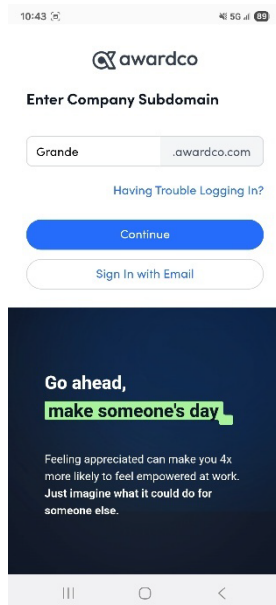 10:43
5G 89
awardco
Enter Company Subdomain
Grande .awardco.com
Having Trouble Logging In?
Continue
Sign In with Email
Go ahead,
make someone's day
Feeling appreciated can make you 4x
more likely to feel empowered at work.
Just imagine what it could do for
someone else.